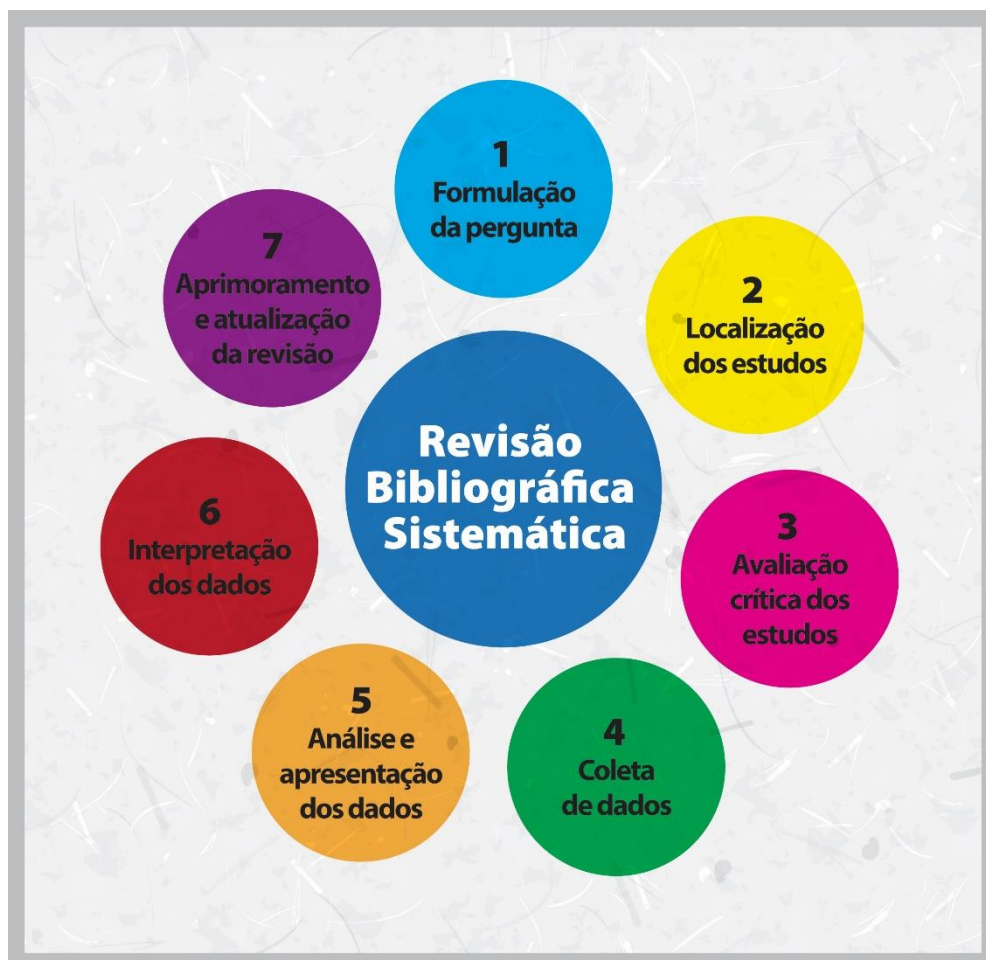 1
Formulação
da pergunta
2
Localização
dos estudos
3
Avaliação
crítica dos
estudos
4
Coleta
de dados
5
Análise e
apresentação
dos dados
6
Interpretação
dos dados
7
Aprimoramento
e atualização
da revisão
Revisão
Bibliográfica
Sistemática